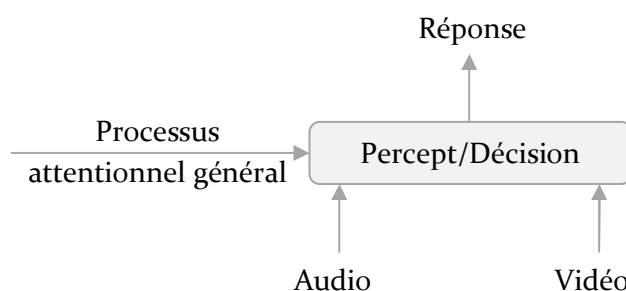 Réponse
Processus
attentionnel général
Percept/Décision
Audio
Vidéo